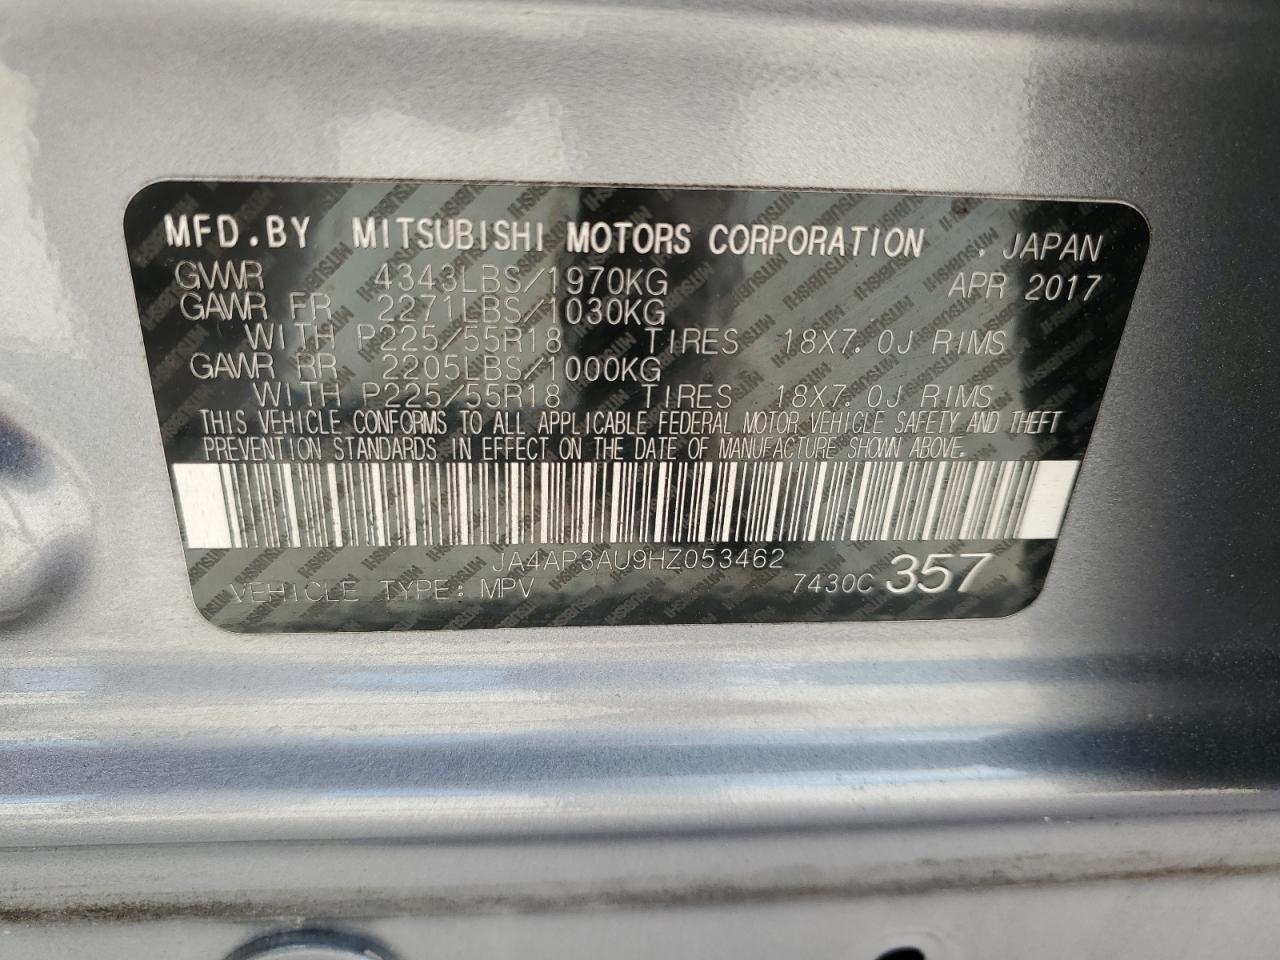 MFD.BY MITSUBISHI MOTORS CORPORATION . JAPAN
GVWR 4343LBS/1970KG APR 2017
GAWR FR 2271LBS/1030KG
WITH P225/55R18 TIRES 18X7.0J RIMS
GAWR RR 2205LBS/1000KG
WITH P225/55R18 TIRES 18X7.0J RIMS
THIS VEHICLE CONFORMS TO ALL APPLICABLE FEDERAL MOTOR VEHICLE SAFETY AND THEFT
PREVENTION STANDARDS IN EFFECT ON THE DATE OF MANUFACTURE SHOWN ABOVE.
JA4AP3AU9HZ053462
VEHICLE TYPE: MPV 7430C 357